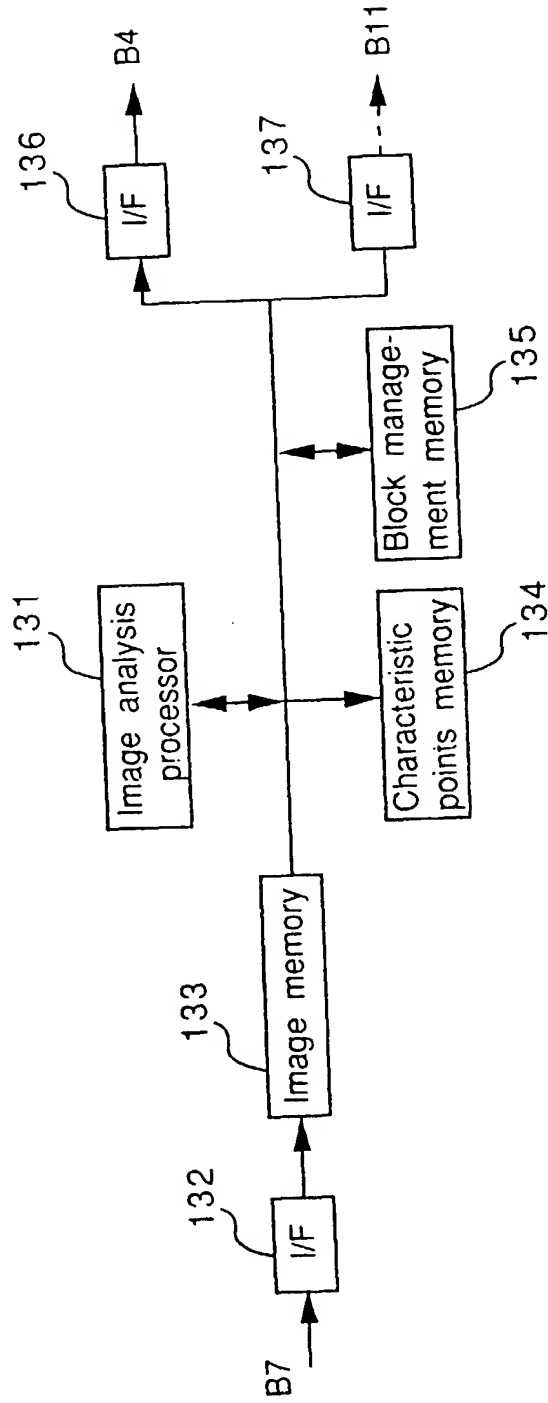 B7
132
I/F
133
Image memory
131
Image analysis
processor
Characteristic
points memory
134
Block manage-
ment memory
135
136
I/F
B4
137
I/F
B11